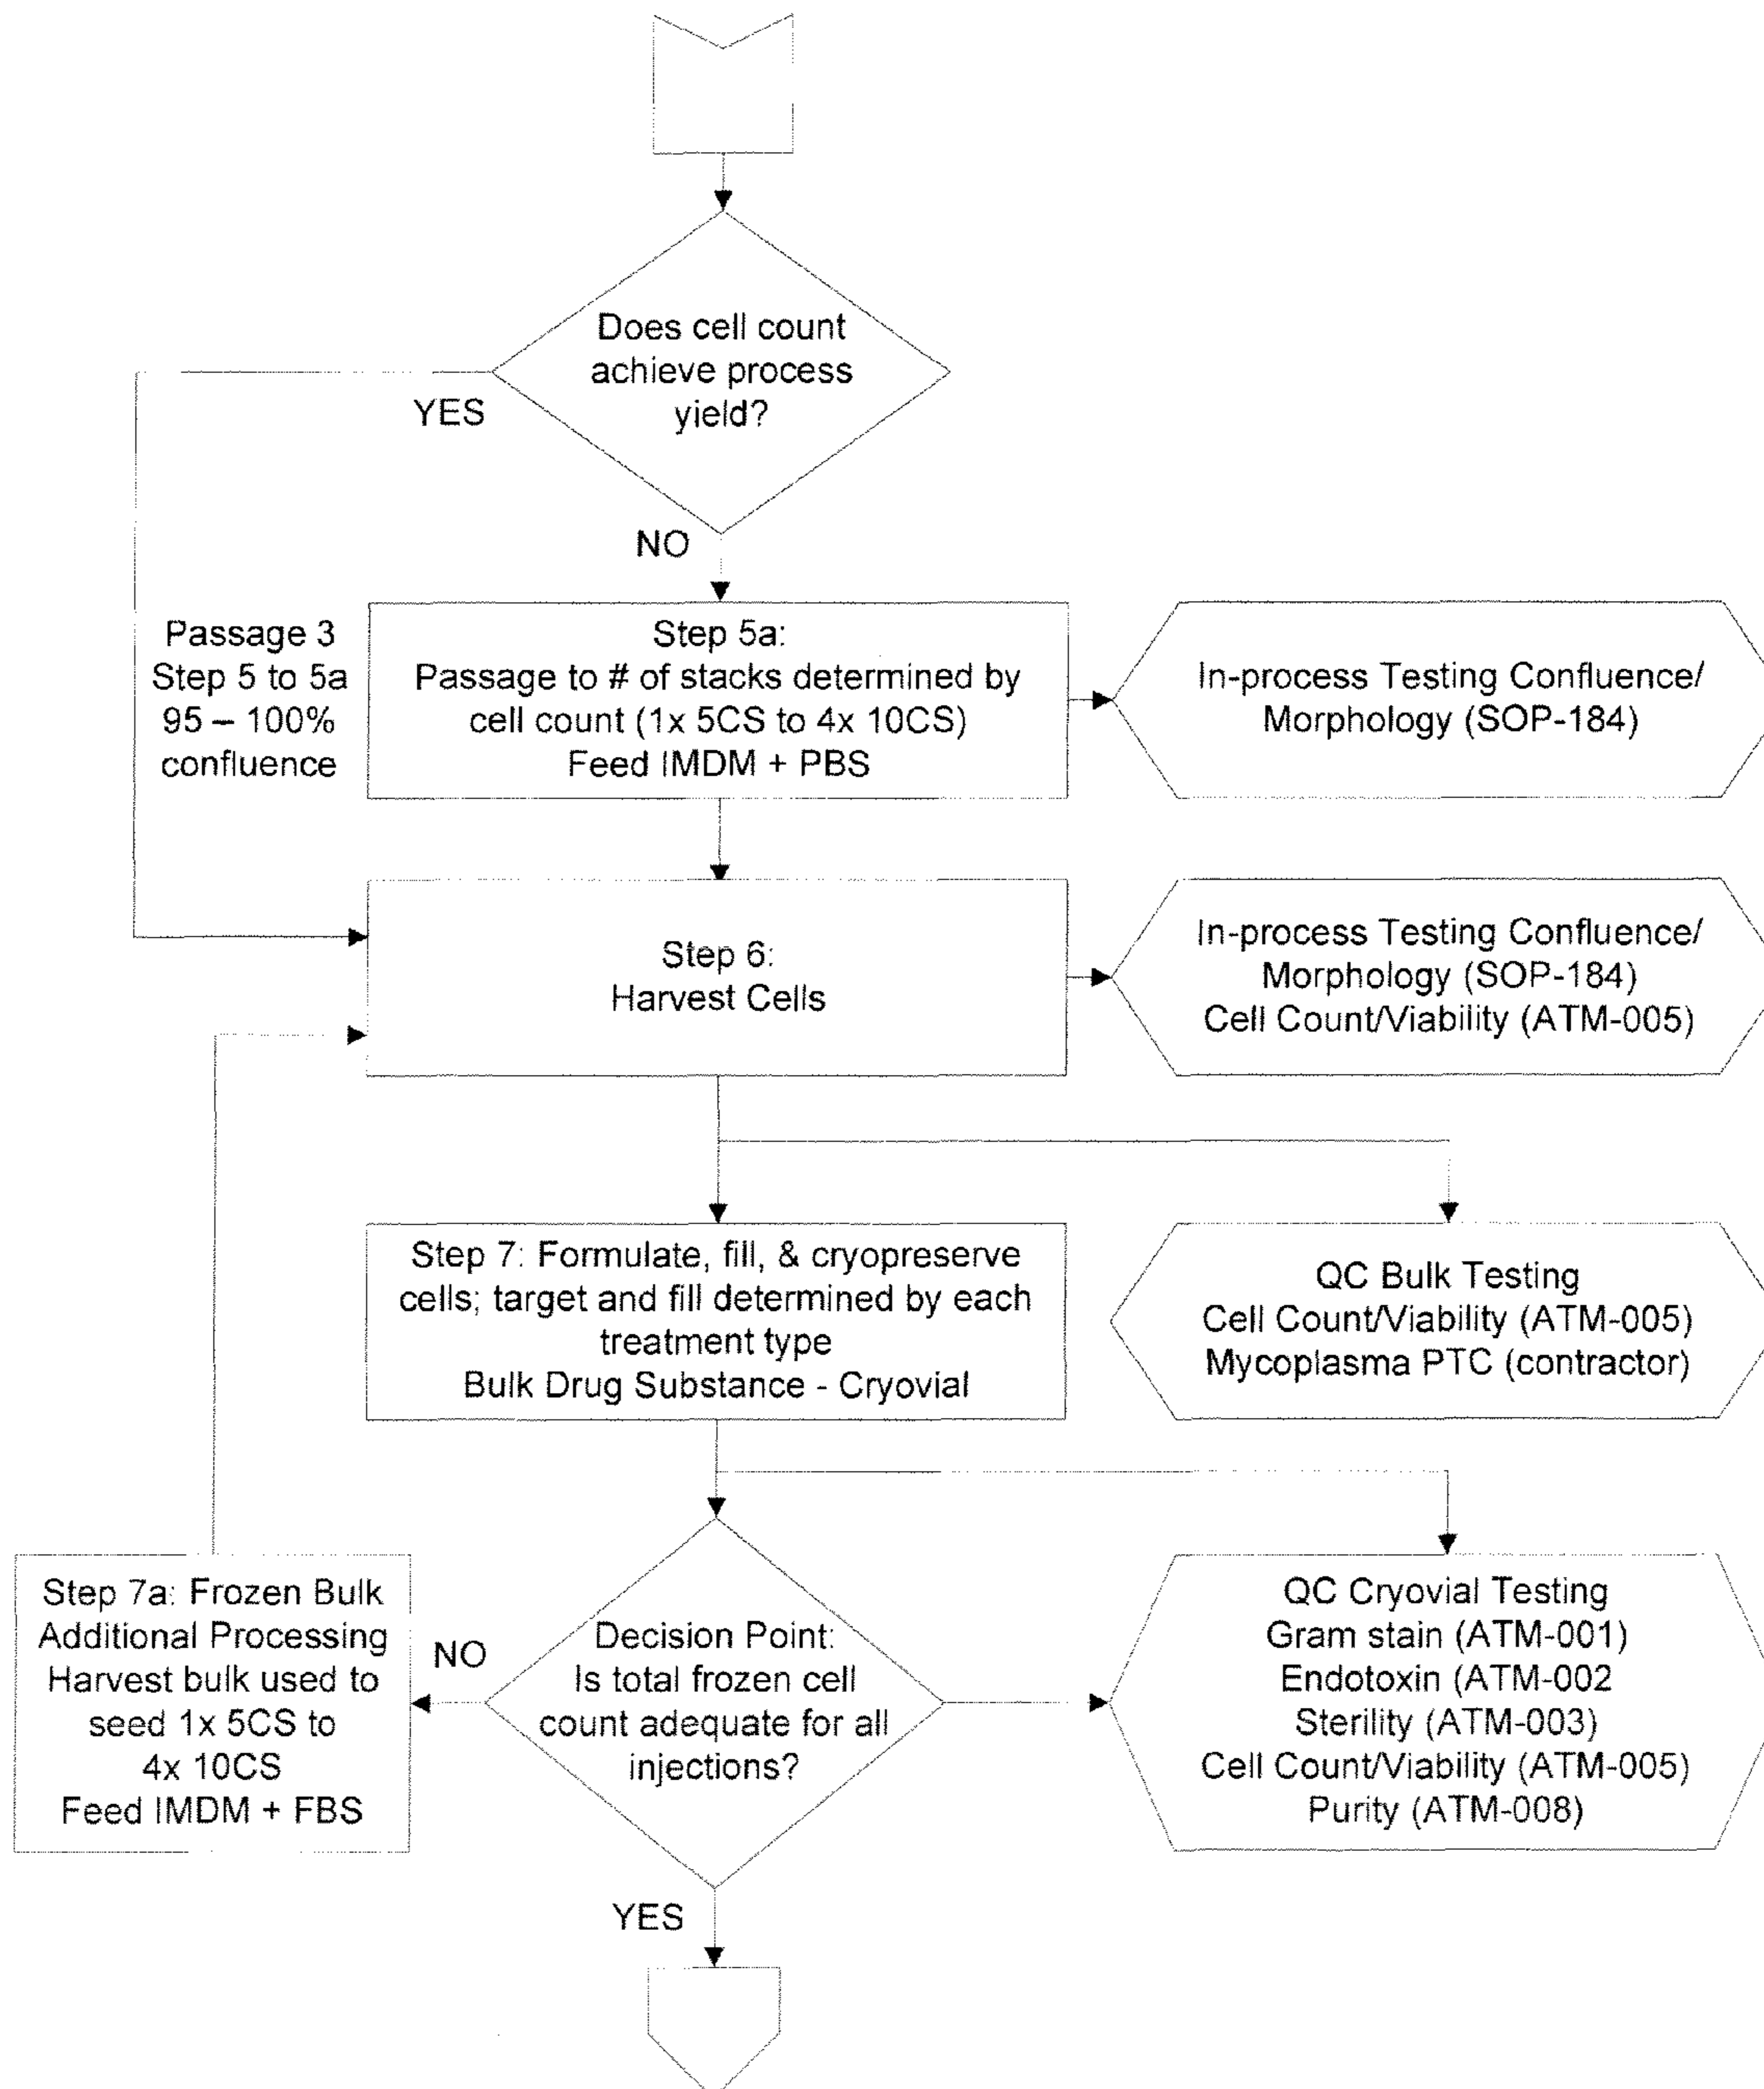 Does cell count
achieve process
yield?
YES
NO
Passage 3
Step 5 to 5a
95 – 100%
confluence
Step 5a:
Passage to # of stacks determined by
cell count (1x 5CS to 4x 10CS)
Feed IMDM + PBS
In-process Testing Confluence/
Morphology (SOP-184)
Step 6:
Harvest Cells
In-process Testing Confluence/
Morphology (SOP-184)
Cell Count/Viability (ATM-005)
Step 7: Formulate, fill, & cryopreserve
cells; target and fill determined by each
treatment type
Bulk Drug Substance - Cryovial
QC Bulk Testing
Cell Count/Viability (ATM-005)
Mycoplasma PTC (contractor)
Step 7a: Frozen Bulk
Additional Processing
Harvest bulk used to
seed 1x 5CS to
4x 10CS
Feed IMDM + FBS
NO
Decision Point:
Is total frozen cell
count adequate for all
injections?
QC Cryovial Testing
Gram stain (ATM-001)
Endotoxin (ATM-002
Sterility (ATM-003)
Cell Count/Viability (ATM-005)
Purity (ATM-008)
YES